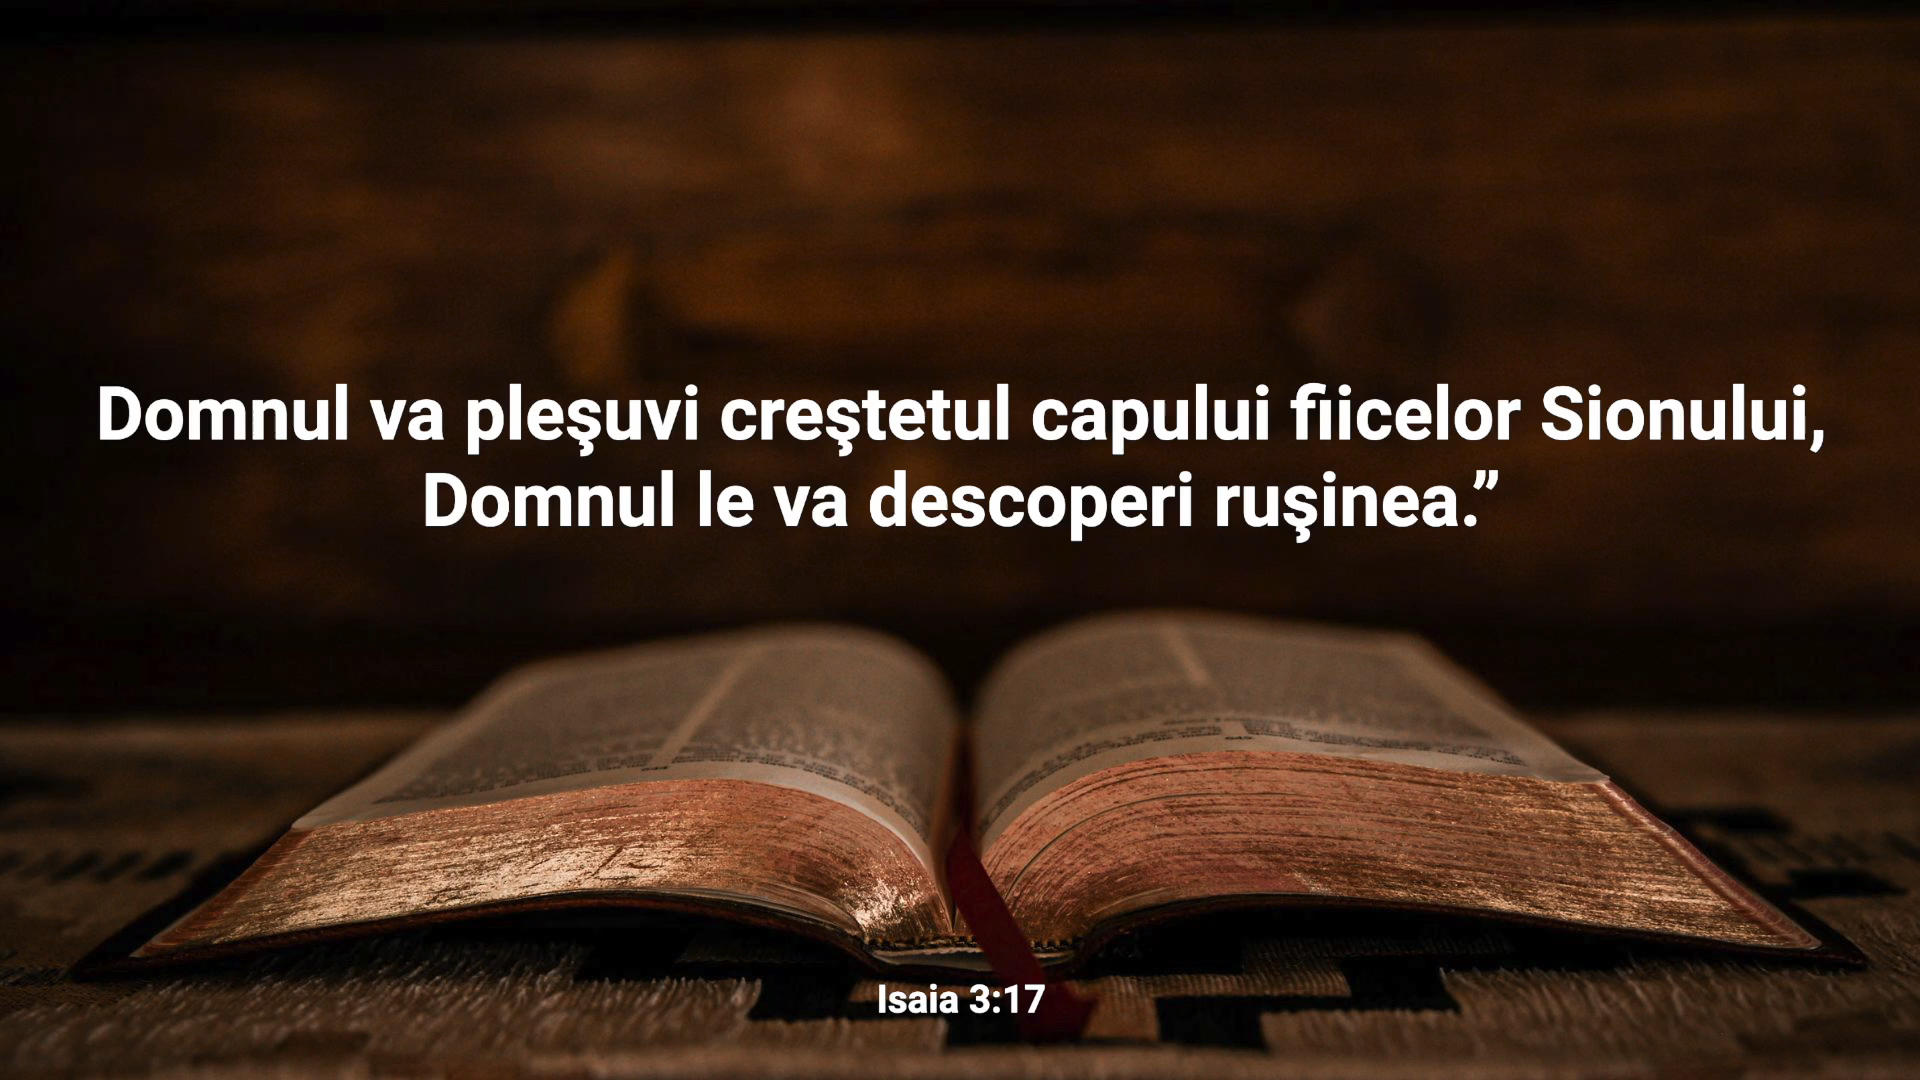 Domnul va pleşuvi creştetul capului fiicelor Sionului,
Domnul le va descoperi ruşinea.”
Isaia 3:17